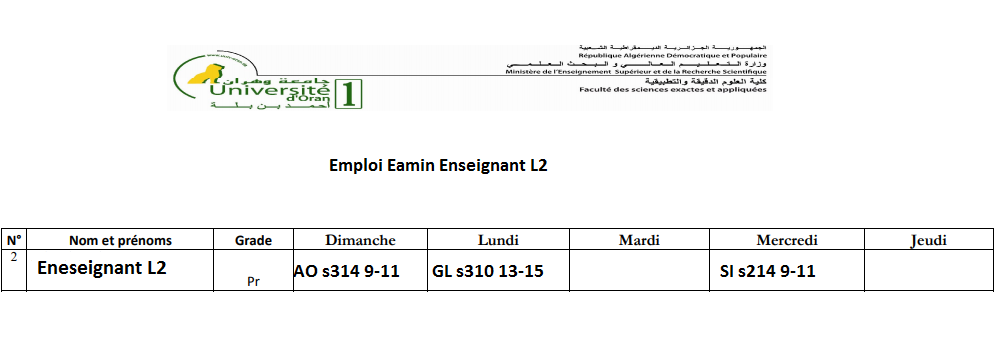 الجمهورية الجزائرية الديمقراطية الشعبية
République Algérienne Démocratique et Populaire
وزارة التعليم العالي و البحث العلمي
Ministère de l'Enseignement Supérieur et de la Recherche Scientifique
كلية العلوم الدقيقة والتطبيقية
Faculté des sciences exactes et appliquées
جامعة وهران
Université
d'Oran 1
أحمد بن بلة
Emploi Eamin Enseignant L2
N° Nom et prénoms Grade Dimanche Lundi Mardi Mercredi Jeudi
2 Eneseignant L2 Pr AO s314 9-11 GL s310 13-15 SI s214 9-11